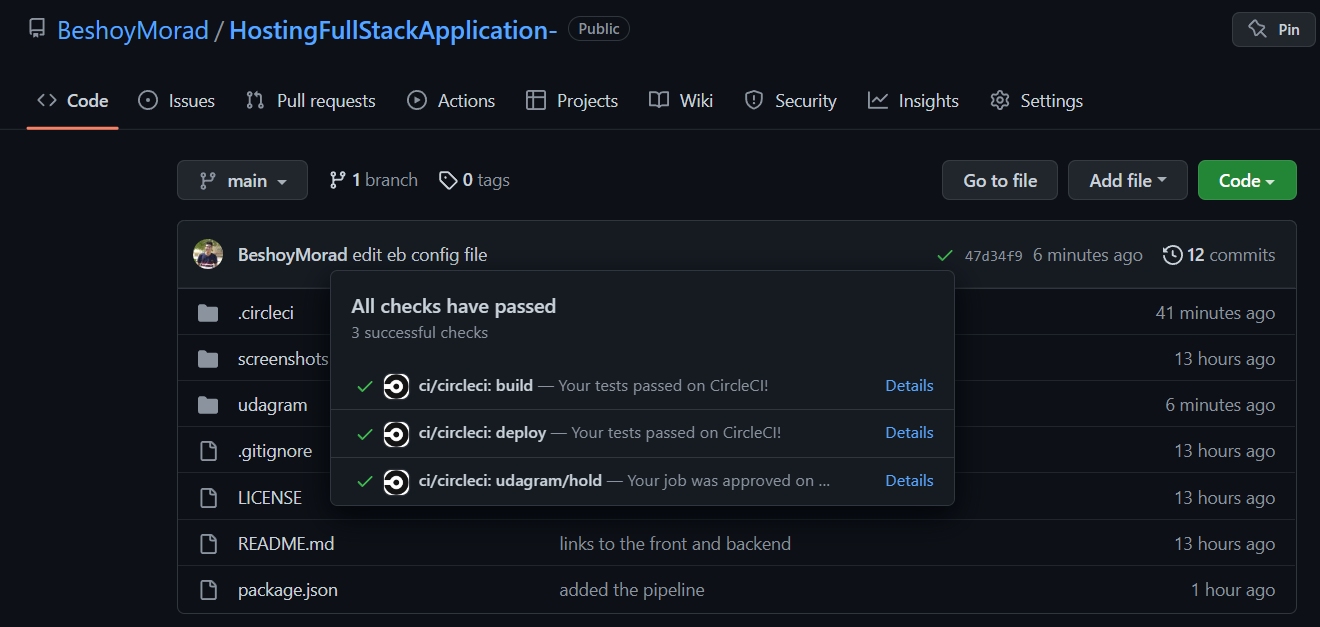 BeshoyMorad / HostingFullStackApplication- Public Pin
Code Issues Pull requests Actions Projects Wiki Security Insights Settings
main 1 branch 0 tags Go to file Add file Code
BeshoyMorad edit eb config file 47d34f9 6 minutes ago 12 commits
All checks have passed
3 successful checks
ci/circleci: build — Your tests passed on CircleCI! Details
ci/circleci: deploy — Your tests passed on CircleCI! Details
ci/circleci: udagram/hold — Your job was approved on ... Details
.circleci 41 minutes ago
screenshots 13 hours ago
udagram 6 minutes ago
.gitignore 13 hours ago
LICENSE 13 hours ago
README.md links to the front and backend 13 hours ago
package.json added the pipeline 1 hour ago